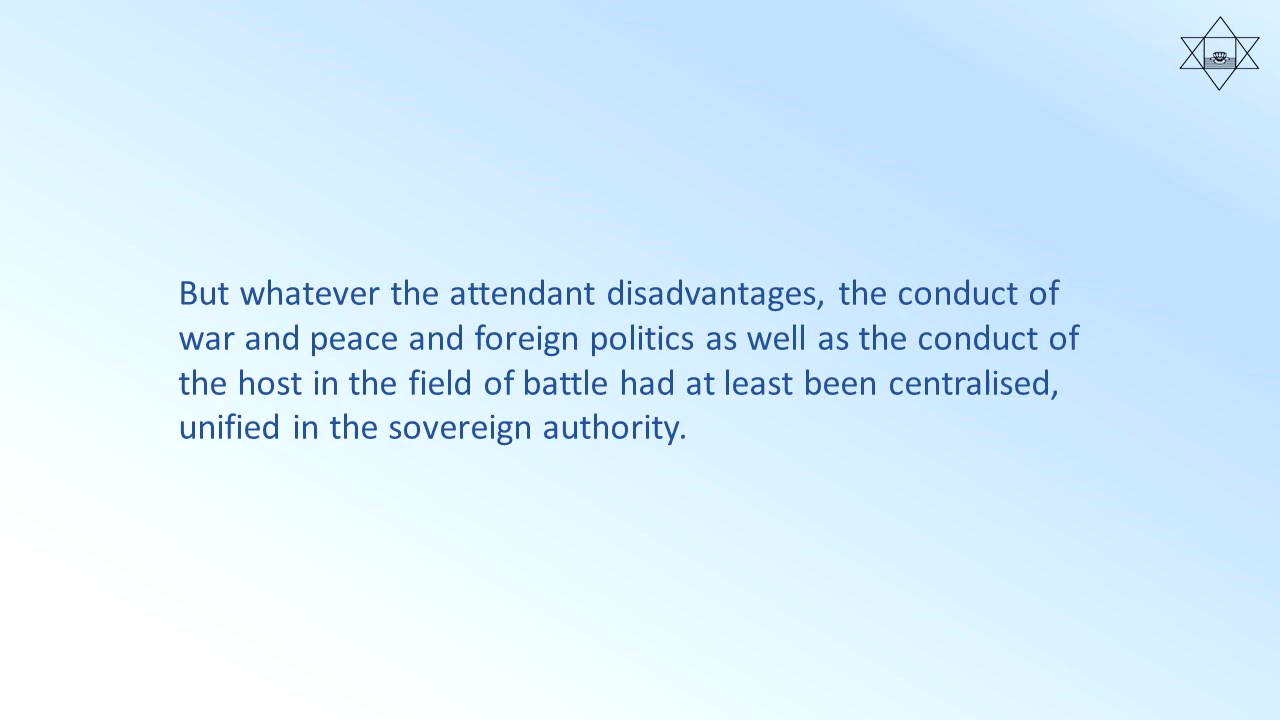 But whatever the attendant disadvantages, the conduct of
war and peace and foreign politics as well as the conduct of
the host in the field of battle had at least been centralised,
unified in the sovereign authority.